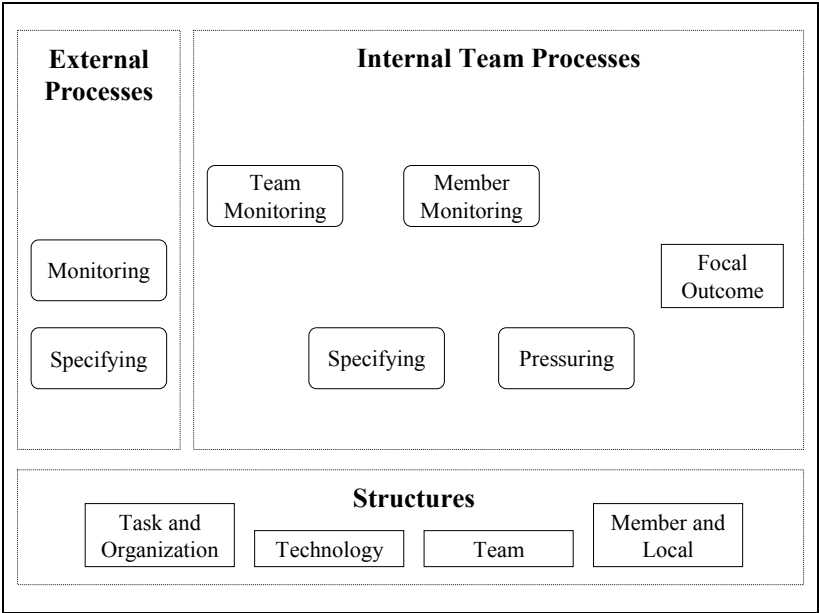 External
Processes
Internal Team Processes
Team
Monitoring
Member
Monitoring
Monitoring
Focal
Outcome
Specifying
Specifying
Pressuring
Structures
Task and
Organization
Technology
Team
Member and
Local